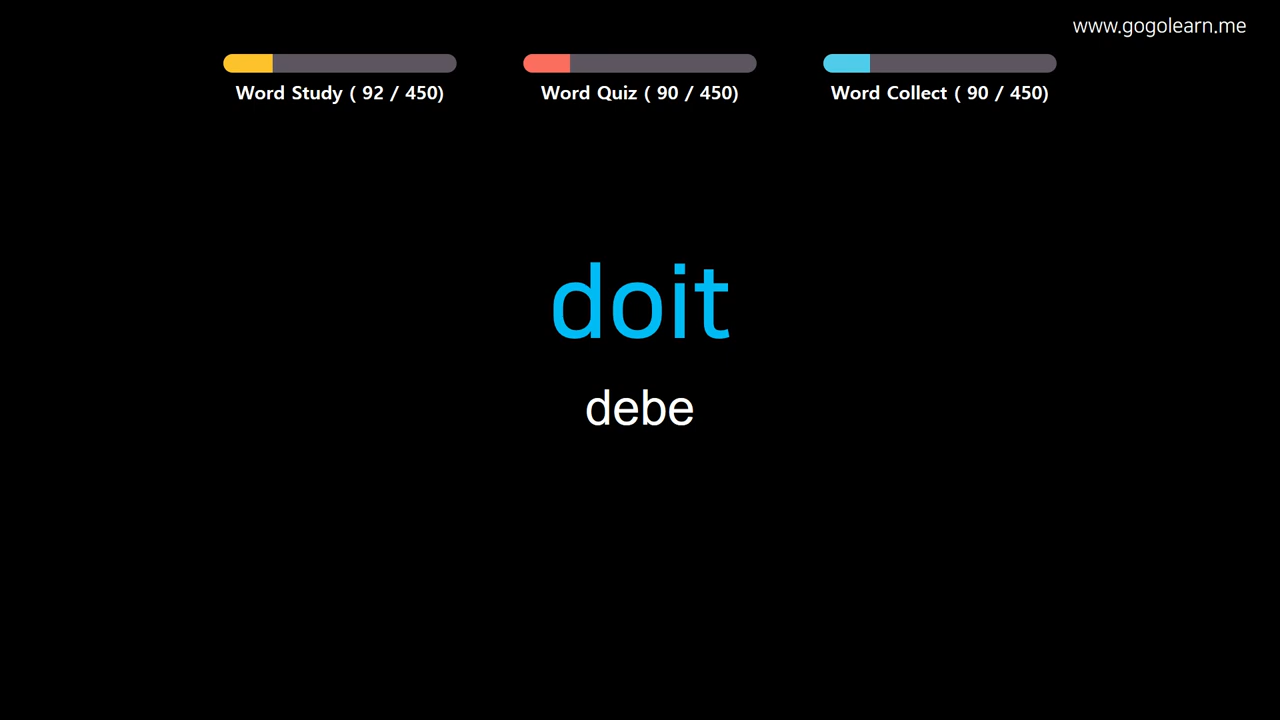 www.gogolearn.me
Word Study ( 92 / 450)
Word Quiz ( 90 / 450)
Word Collect ( 90 / 450)
doit
debe